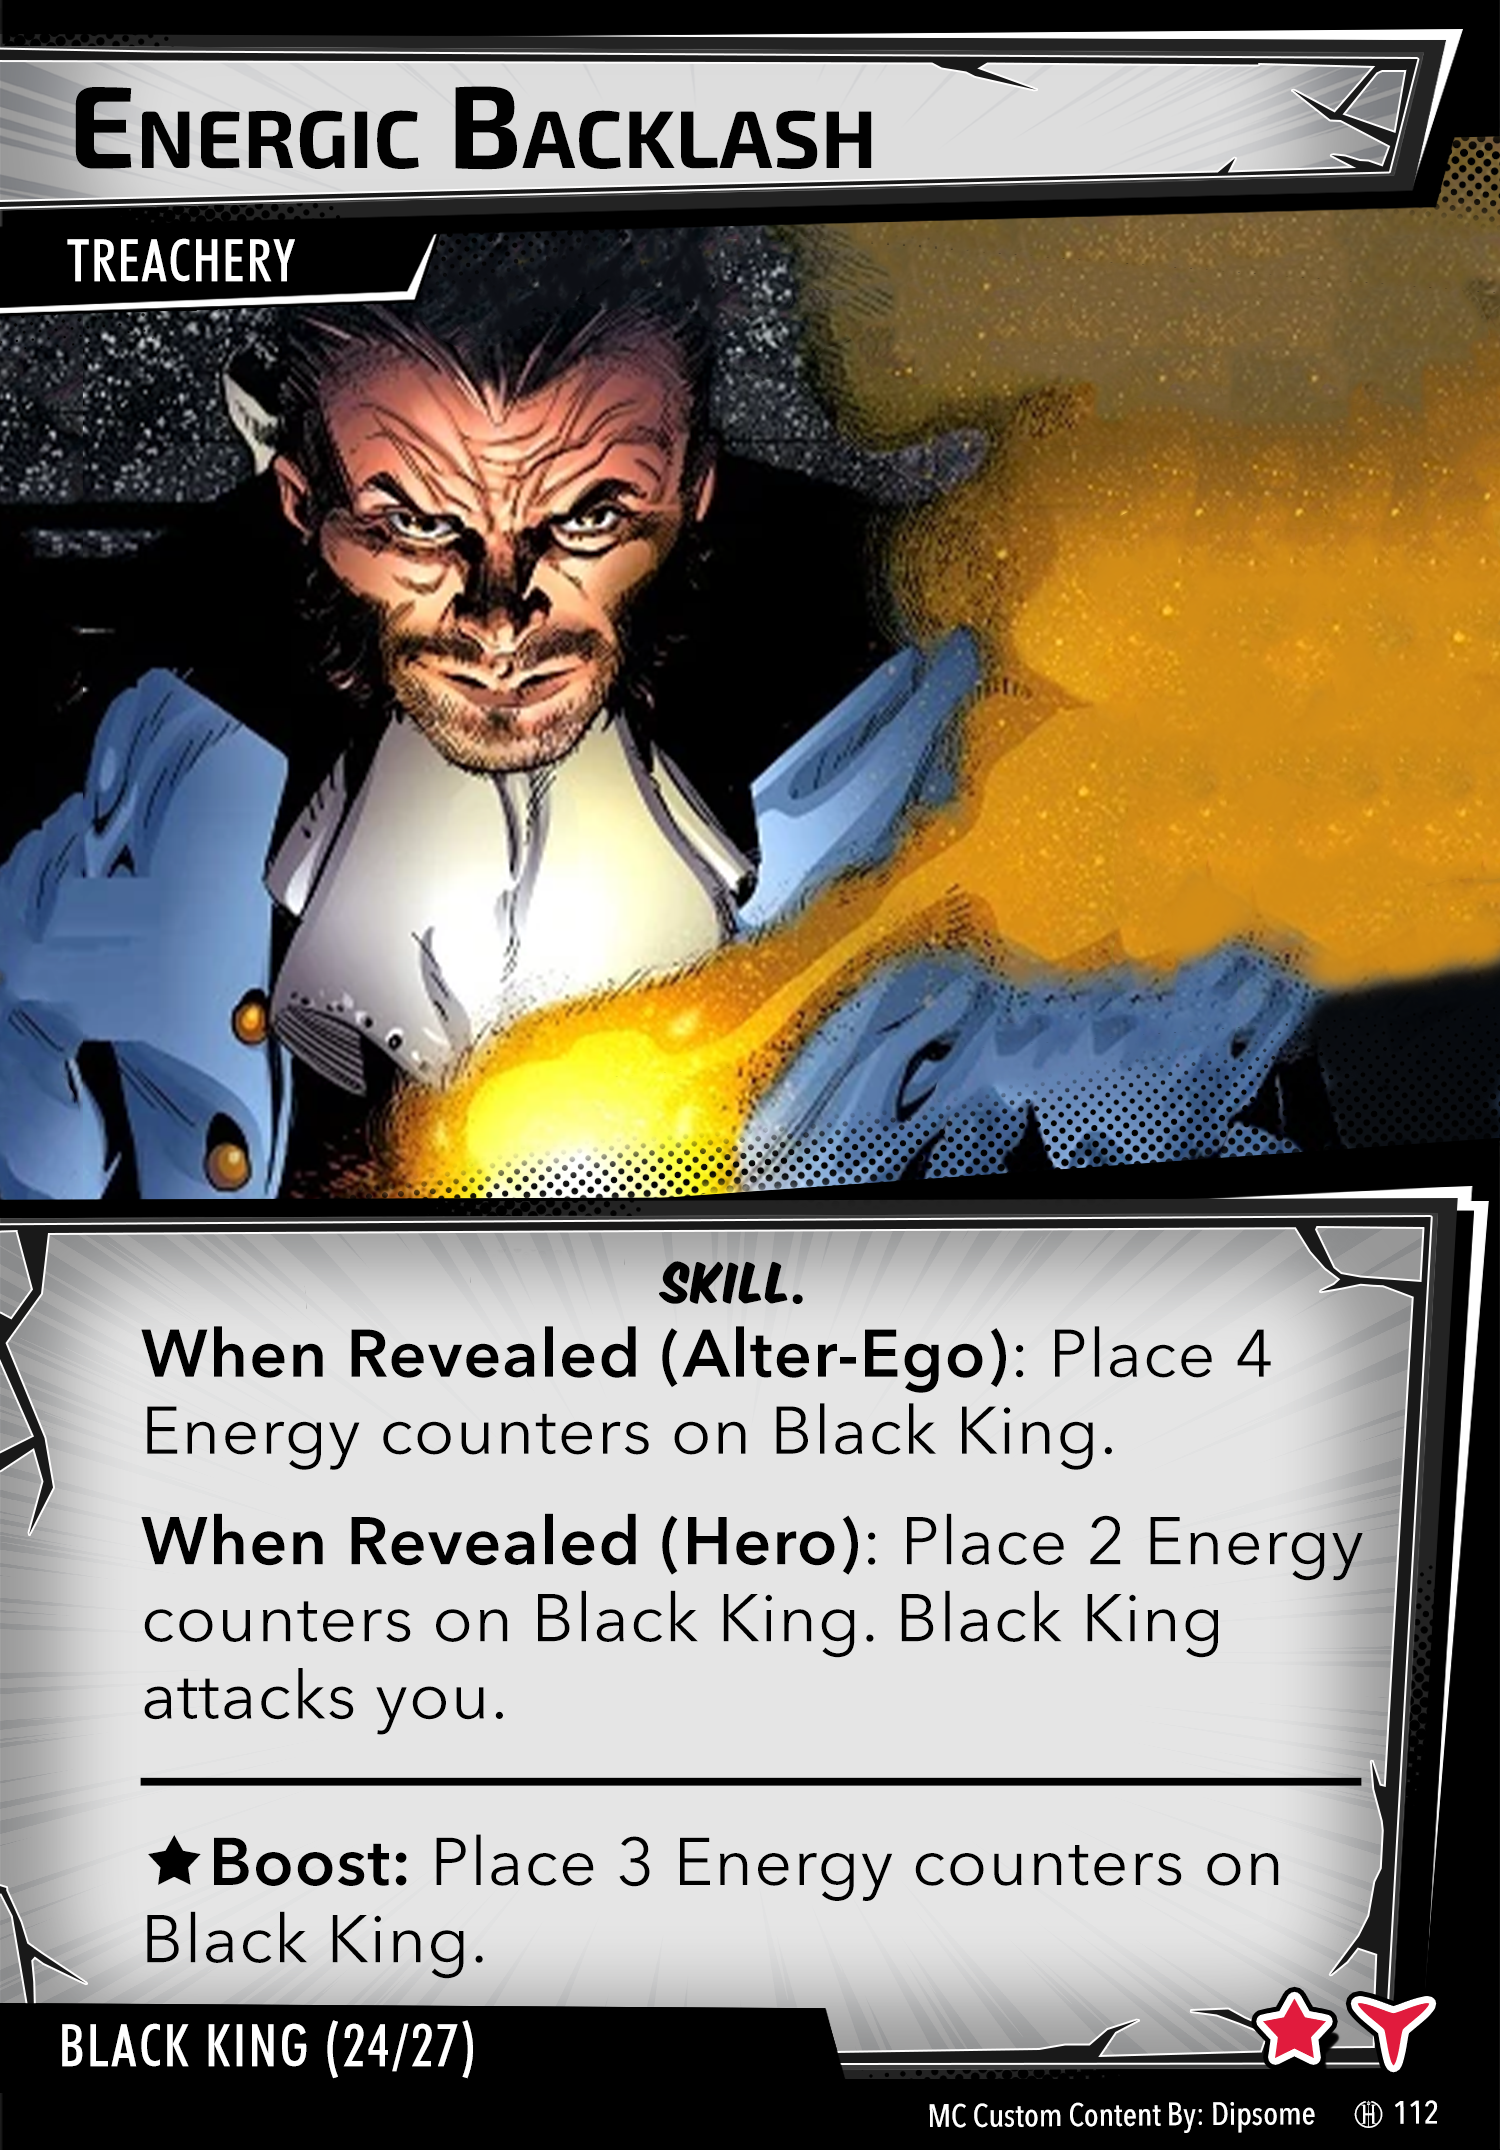 Energic Backlash
TREACHERY
SKILL.
When Revealed (Alter-Ego): Place 4
Energy counters on Black King.
When Revealed (Hero): Place 2 Energy
counters on Black King. Black King
attacks you.
★Boost: Place 3 Energy counters on
Black King.
BLACK KING (24/27)
MC Custom Content By: Dipsome 112